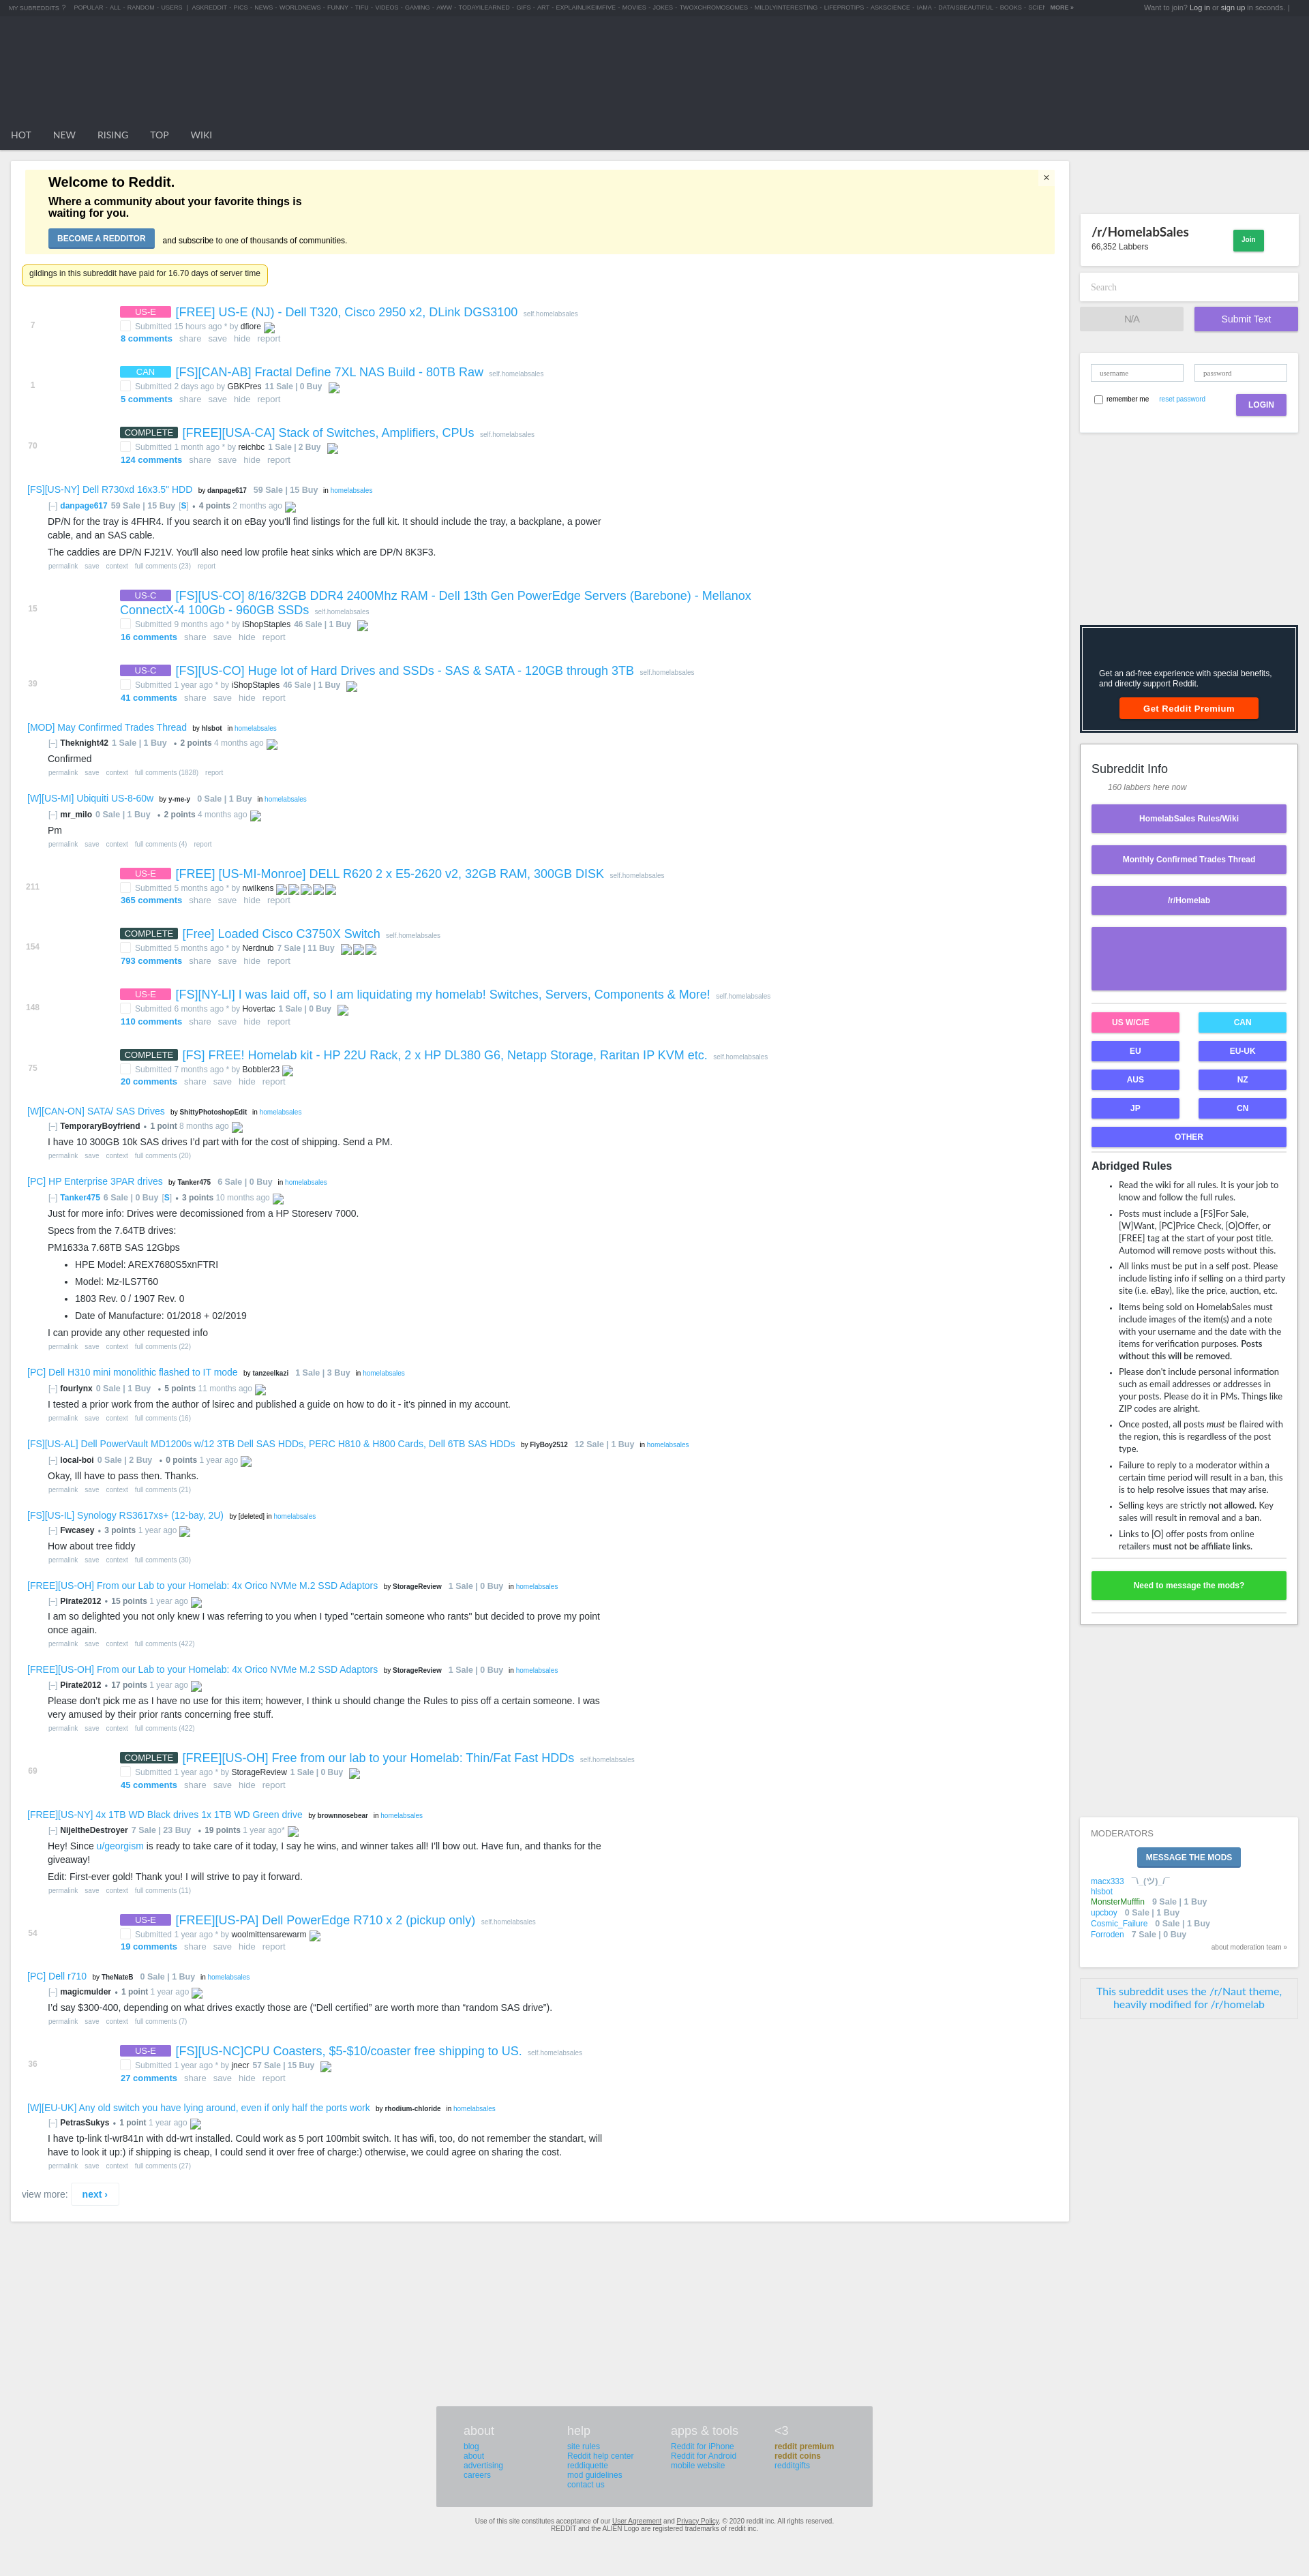 MY SUBREDDITS ? POPULAR - ALL - RANDOM - USERS | ASKREDDIT - PICS - NEWS - WORLDNEWS - FUNNY - TIFU - VIDEOS - GAMING - AWW - TODAYILEARNED - GIFS - ART - EXPLAINLIKEIMFIVE - MOVIES - JOKES - TWOXCHROMOSOMES - MILDLYINTERESTING - LIFEPROTIPS - ASKSCIENCE - IAMA - DATAISBEAUTIFUL - BOOKS - MORE » Want to join? Log in or sign up in seconds. |
HOT NEW RISING TOP WIKI
Welcome to Reddit.
Where a community about your favorite things is
waiting for you.
BECOME A REDDITOR and subscribe to one of thousands of communities.
×
gildings in this subreddit have paid for 16.70 days of server time
US-E [FREE] US-E (NJ) - Dell T320, Cisco 2950 x2, DLink DGS3100 self.homelabsales
7
Submitted 15 hours ago * by dfiore
8 comments share save hide report
CAN [FS][CAN-AB] Fractal Define 7XL NAS Build - 80TB Raw self.homelabsales
1
Submitted 2 days ago by GBKPres 11 Sale | 0 Buy
5 comments share save hide report
COMPLETE [FREE][USA-CA] Stack of Switches, Amplifiers, CPUs self.homelabsales
70
Submitted 1 month ago * by reichbc 1 Sale | 2 Buy
124 comments share save hide report
[FS][US-NY] Dell R730xd 16x3.5" HDD by danpage617 59 Sale | 15 Buy in homelabsales
[–] danpage617 59 Sale | 15 Buy [S] • 4 points 2 months ago
DP/N for the tray is 4FHR4. If you search it on eBay you'll find listings for the full kit. It should include the tray, a backplane, a power
cable, and an SAS cable.
The caddies are DP/N FJ21V. You'll also need low profile heat sinks which are DP/N 8K3F3.
permalink save context full comments (23) report
US-C [FS][US-CO] 8/16/32GB DDR4 2400Mhz RAM - Dell 13th Gen PowerEdge Servers (Barebone) - Mellanox
15
ConnectX-4 100Gb - 960GB SSDs self.homelabsales
Submitted 9 months ago * by iShopStaples 46 Sale | 1 Buy
16 comments share save hide report
US-C [FS][US-CO] Huge lot of Hard Drives and SSDs - SAS & SATA - 120GB through 3TB self.homelabsales
39
Submitted 1 year ago * by iShopStaples 46 Sale | 1 Buy
41 comments share save hide report
[MOD] May Confirmed Trades Thread by hlsbot in homelabsales
[–] Theknight42 1 Sale | 1 Buy • 2 points 4 months ago
Confirmed
permalink save context full comments (1828) report
[W][US-MI] Ubiquiti US-8-60w by y-me-y 0 Sale | 1 Buy in homelabsales
[–] mr_milo 0 Sale | 1 Buy • 2 points 4 months ago
Pm
permalink save context full comments (4) report
US-E [FREE] [US-MI-Monroe] DELL R620 2 x E5-2620 v2, 32GB RAM, 300GB DISK self.homelabsales
211
Submitted 5 months ago * by nwilkens
365 comments share save hide report
COMPLETE [Free] Loaded Cisco C3750X Switch self.homelabsales
154
Submitted 5 months ago * by Nerdnub 7 Sale | 11 Buy
793 comments share save hide report
US-E [FS][NY-LI] I was laid off, so I am liquidating my homelab! Switches, Servers, Components & More! self.homelabsales
148
Submitted 6 months ago * by Hovertac 1 Sale | 0 Buy
110 comments share save hide report
COMPLETE [FS] FREE! Homelab kit - HP 22U Rack, 2 x HP DL380 G6, Netapp Storage, Raritan IP KVM etc. self.homelabsales
75
Submitted 7 months ago * by Bobbler23
20 comments share save hide report
[W][CAN-ON] SATA/ SAS Drives by ShittyPhotoshopEdit in homelabsales
[–] TemporaryBoyfriend • 1 point 8 months ago
I have 10 300GB 10k SAS drives I'd part with for the cost of shipping. Send a PM.
permalink save context full comments (20)
[PC] HP Enterprise 3PAR drives by Tanker475 6 Sale | 0 Buy in homelabsales
[–] Tanker475 6 Sale | 0 Buy [S] • 3 points 10 months ago
Just for more info: Drives were decomissioned from a HP Storeserv 7000.
Specs from the 7.64TB drives:
PM1633a 7.68TB SAS 12Gbps
• HPE Model: AREX7680S5xnFTRI
• Model: Mz-ILS7T60
• 1803 Rev. 0 / 1907 Rev. 0
• Date of Manufacture: 01/2018 + 02/2019
I can provide any other requested info
permalink save context full comments (22)
[PC] Dell H310 mini monolithic flashed to IT mode by tanzeelkazi 1 Sale | 3 Buy in homelabsales
[–] fourlynx 0 Sale | 1 Buy • 5 points 11 months ago
I tested a prior work from the author of lsirec and published a guide on how to do it - it's pinned in my account.
permalink save context full comments (16)
[FS][US-AL] Dell PowerVault MD1200s w/12 3TB Dell SAS HDDs, PERC H810 & H800 Cards, Dell 6TB SAS HDDs by FlyBoy2512 12 Sale | 1 Buy in homelabsales
[–] local-boi 0 Sale | 2 Buy • 0 points 1 year ago
Okay, Ill have to pass then. Thanks.
permalink save context full comments (21)
[FS][US-IL] Synology RS3617xs+ (12-bay, 2U) by [deleted] in homelabsales
[–] Fwcasey • 3 points 1 year ago
How about tree fiddy
permalink save context full comments (30)
[FREE][US-OH] From our Lab to your Homelab: 4x Orico NVMe M.2 SSD Adaptors by StorageReview 1 Sale | 0 Buy in homelabsales
[–] Pirate2012 • 15 points 1 year ago
I am so delighted you not only knew I was referring to you when I typed "certain someone who rants" but decided to prove my point
once again.
permalink save context full comments (422)
[FREE][US-OH] From our Lab to your Homelab: 4x Orico NVMe M.2 SSD Adaptors by StorageReview 1 Sale | 0 Buy in homelabsales
[–] Pirate2012 • 17 points 1 year ago
Please don't pick me as I have no use for this item; however, I think u should change the Rules to piss off a certain someone. I was
very amused by their prior rants concerning free stuff.
permalink save context full comments (422)
COMPLETE [FREE][US-OH] Free from our lab to your Homelab: Thin/Fat Fast HDDs self.homelabsales
69
Submitted 1 year ago * by StorageReview 1 Sale | 0 Buy
45 comments share save hide report
[FREE][US-NY] 4x 1TB WD Black drives 1x 1TB WD Green drive by brownnosebear in homelabsales
[–] NijeltheDestroyer 7 Sale | 23 Buy • 19 points 1 year ago*
Hey! Since u/georgism is ready to take care of it today, I say he wins, and winner takes all! I'll bow out. Have fun, and thanks for the
giveaway!
Edit: First-ever gold! Thank you! I will strive to pay it forward.
permalink save context full comments (11)
US-E [FREE][US-PA] Dell PowerEdge R710 x 2 (pickup only) self.homelabsales
54
Submitted 1 year ago * by woolmittensarewarm
19 comments share save hide report
[PC] Dell r710 by TheNateB 0 Sale | 1 Buy in homelabsales
[–] magicmulder • 1 point 1 year ago
I'd say $300-400, depending on what drives exactly those are ("Dell certified" are worth more than "random SAS drive").
permalink save context full comments (7)
US-E [FS][US-NC]CPU Coasters, $5-$10/coaster free shipping to US. self.homelabsales
36
Submitted 1 year ago * by jnecr 57 Sale | 15 Buy
27 comments share save hide report
[W][EU-UK] Any old switch you have lying around, even if only half the ports work by rhodium-chloride in homelabsales
[–] PetrasSukys • 1 point 1 year ago
I have tp-link tl-wr841n with dd-wrt installed. Could work as 5 port 100mbit switch. It has wifi, too, do not remember the standart, will
have to look it up:) if shipping is cheap, I could send it over free of charge:) otherwise, we could agree on sharing the cost.
permalink save context full comments (27)
view more: next ›
/r/HomelabSales
66,352 Labbers
Join
Search
N/A Submit Text
username password
remember me reset password LOGIN
Get an ad-free experience with special benefits,
and directly support Reddit.
Get Reddit Premium
Subreddit Info
160 labbers here now
HomelabSales Rules/Wiki
Monthly Confirmed Trades Thread
/r/Homelab
US W/C/E CAN
EU EU-UK
AUS NZ
JP CN
OTHER
Abridged Rules
• Read the wiki for all rules. It is your job to
know and follow the full rules.
• Posts must include a [FS]For Sale,
[W]Want, [PC]Price Check, [O]Offer, or
[FREE] tag at the start of your post title.
Automod will remove posts without this.
• All links must be put in a self post. Please
include listing info if selling on a third party
site (i.e. eBay), like the price, auction, etc.
• Items being sold on HomelabSales must
include images of the item(s) and a note
with your username and the date with the
items for verification purposes. Posts
without this will be removed.
• Please don't include personal information
such as email addresses or addresses in
your posts. Please do it in PMs. Things like
ZIP codes are alright.
• Once posted, all posts must be flaired with
the region, this is regardless of the post
type.
• Failure to reply to a moderator within a
certain time period will result in a ban, this
is to help resolve issues that may arise.
• Selling keys are strictly not allowed. Key
sales will result in removal and a ban.
• Links to [O] offer posts from online
retailers must not be affiliate links.
Need to message the mods?
MODERATORS
MESSAGE THE MODS
macx333 ¯\_(ツ)_/¯
hlsbot
MonsterMufffin 9 Sale | 1 Buy
upcboy 0 Sale | 1 Buy
Cosmic_Failure 0 Sale | 1 Buy
Forroden 7 Sale | 0 Buy
about moderation team »
This subreddit uses the /r/Naut theme,
heavily modified for /r/homelab
about help apps & tools <3
blog site rules Reddit for iPhone reddit premium
about Reddit help center Reddit for Android reddit coins
advertising reddiquette mobile website redditgifts
careers mod guidelines
contact us
Use of this site constitutes acceptance of our User Agreement and Privacy Policy. © 2020 reddit inc. All rights reserved.
REDDIT and the ALIEN Logo are registered trademarks of reddit inc.